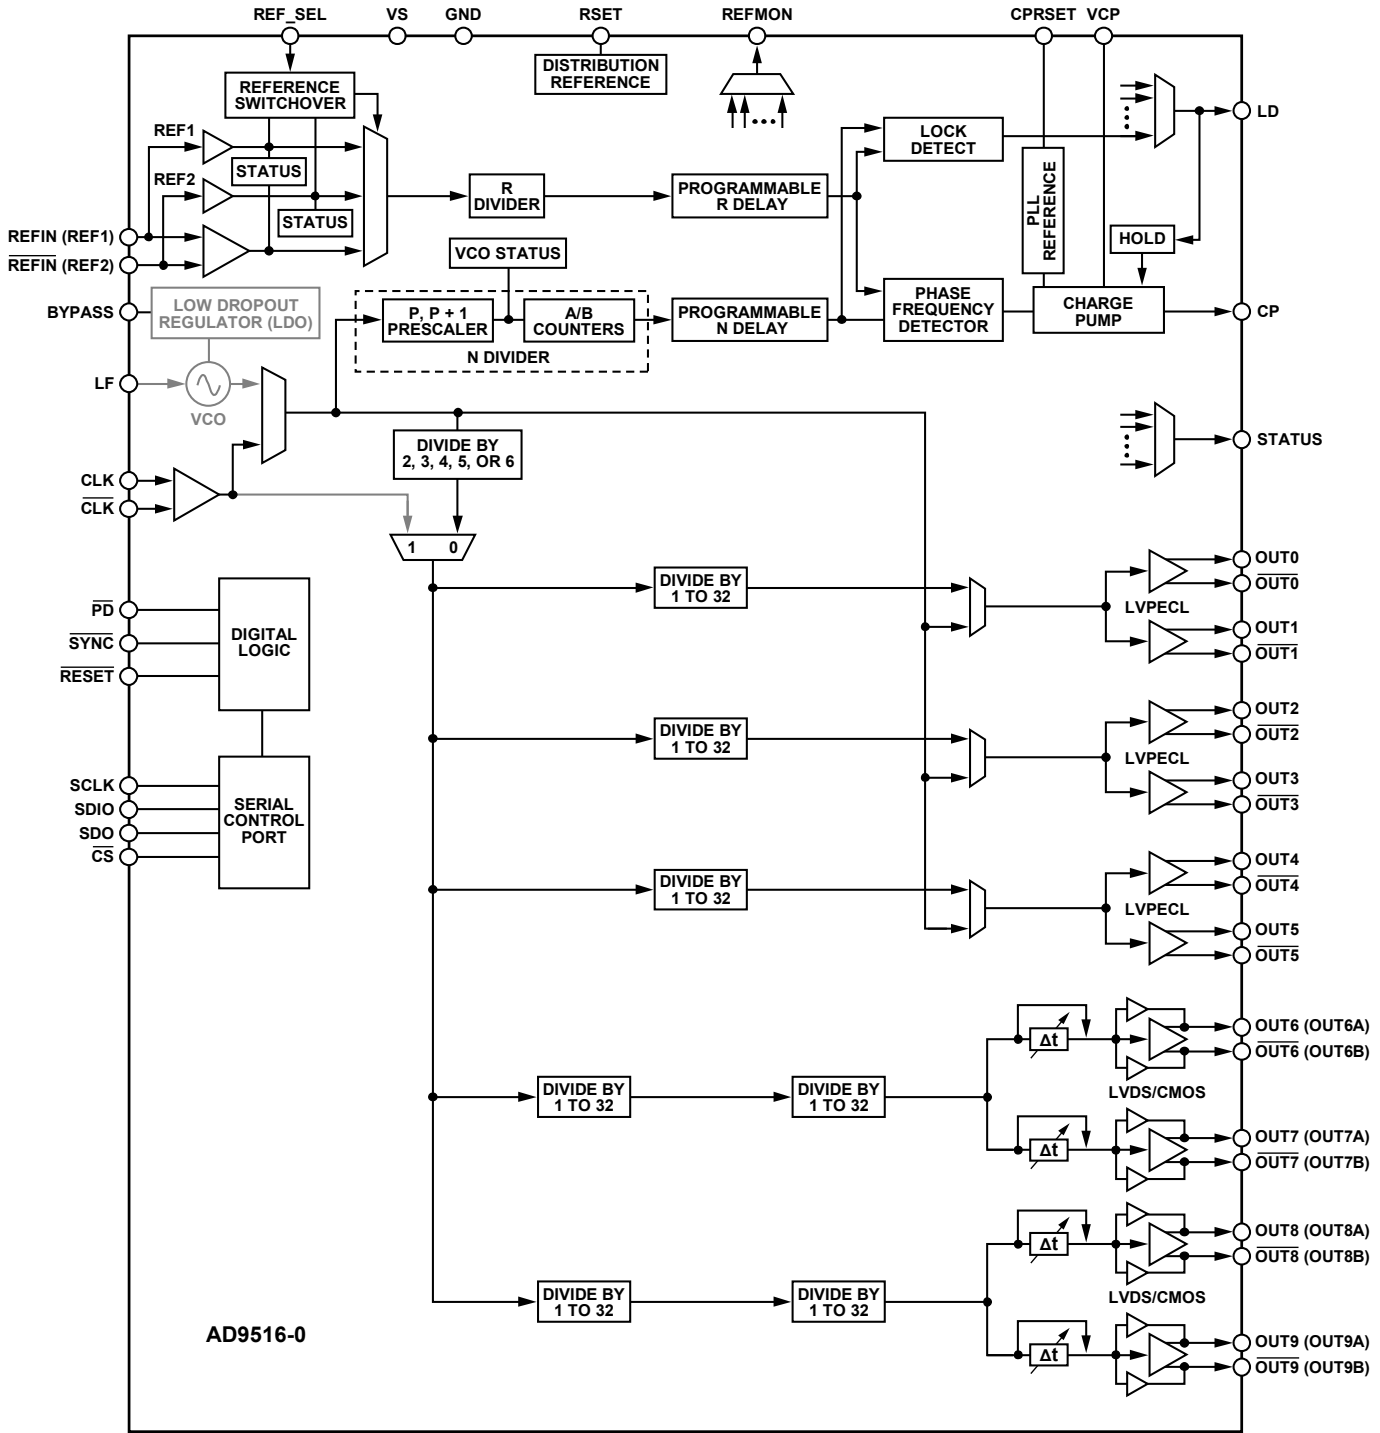 REF_SEL
VS
GND
RSET
REFMON
CPRSET
VCP
DISTRIBUTION
REFERENCE
REFERENCE
SWITCHOVER
REF1
STATUS
REF2
STATUS
REFIN (REF1)
REFIN (REF2)
BYPASS
LOW DROPOUT
REGULATOR (LDO)
LF
VCO
R
DIVIDER
VCO STATUS
P, P + 1
PRESCALER
A/B
COUNTERS
N DIVIDER
PROGRAMMABLE
R DELAY
PROGRAMMABLE
N DELAY
LOCK
DETECT
PHASE
FREQUENCY
DETECTOR
PLL
REFERENCE
HOLD
CHARGE
PUMP
LD
CP
STATUS
DIVIDE BY
2, 3, 4, 5, OR 6
CLK
CLK
1 0
PD
SYNC
RESET
DIGITAL
LOGIC
SCLK
SDIO
SDO
CS
SERIAL
CONTROL
PORT
DIVIDE BY
1 TO 32
LVPECL
OUT0
OUT0
OUT1
OUT1
DIVIDE BY
1 TO 32
LVPECL
OUT2
OUT2
OUT3
OUT3
DIVIDE BY
1 TO 32
LVPECL
OUT4
OUT4
OUT5
OUT5
DIVIDE BY
1 TO 32
DIVIDE BY
1 TO 32
Δt
Δt
LVDS/CMOS
OUT6 (OUT6A)
OUT6 (OUT6B)
OUT7 (OUT7A)
OUT7 (OUT7B)
DIVIDE BY
1 TO 32
DIVIDE BY
1 TO 32
Δt
Δt
LVDS/CMOS
OUT8 (OUT8A)
OUT8 (OUT8B)
OUT9 (OUT9A)
OUT9 (OUT9B)
AD9516-0